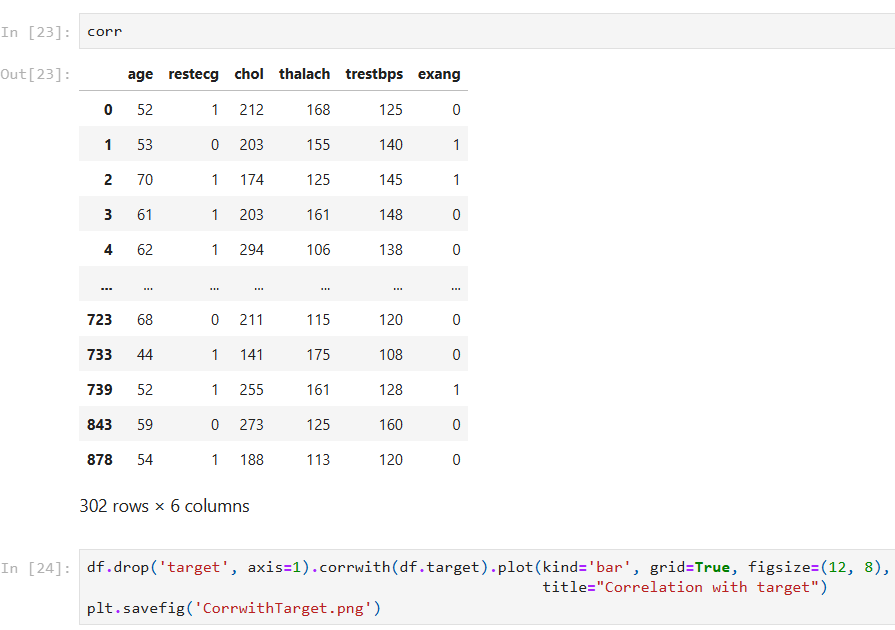 In [23]: corr
Out[23]:
age restecg chol thalach trestbps exang
0 52 1 212 168 125 0
1 53 0 203 155 140 1
2 70 1 174 125 145 1
3 61 1 203 161 148 0
4 62 1 294 106 138 0
... ... ... ... ... ... ...
723 68 0 211 115 120 0
733 44 1 141 175 108 0
739 52 1 255 161 128 1
843 59 0 273 125 160 0
878 54 1 188 113 120 0
302 rows × 6 columns
In [24]: df.drop('target', axis=1).corrwith(df.target).plot(kind='bar', grid=True, figsize=(12, 8),
title="Correlation with target")
plt.savefig('CorrwithTarget.png')